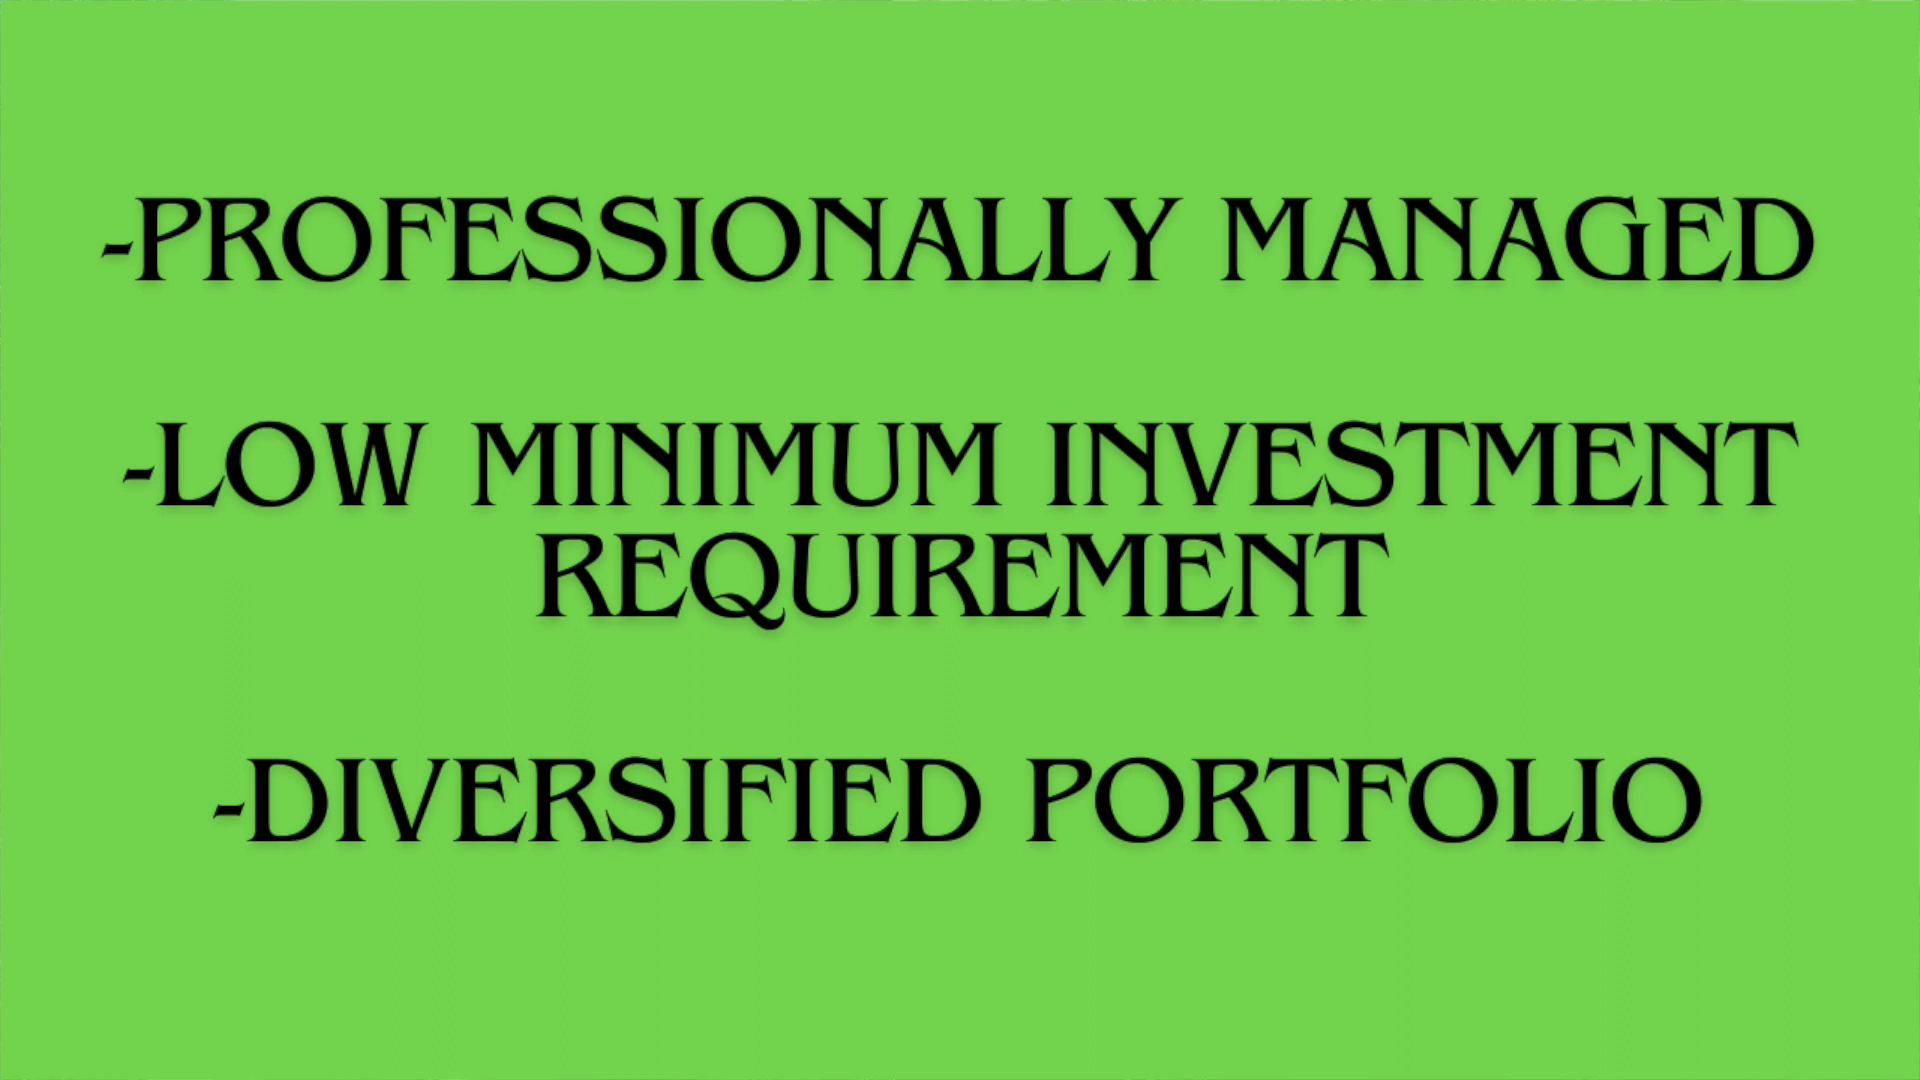 -PROFESSIONALLY MANAGED
-LOW MINIMUM INVESTMENT
REQUIREMENT
-DIVERSIFIED PORTFOLIO